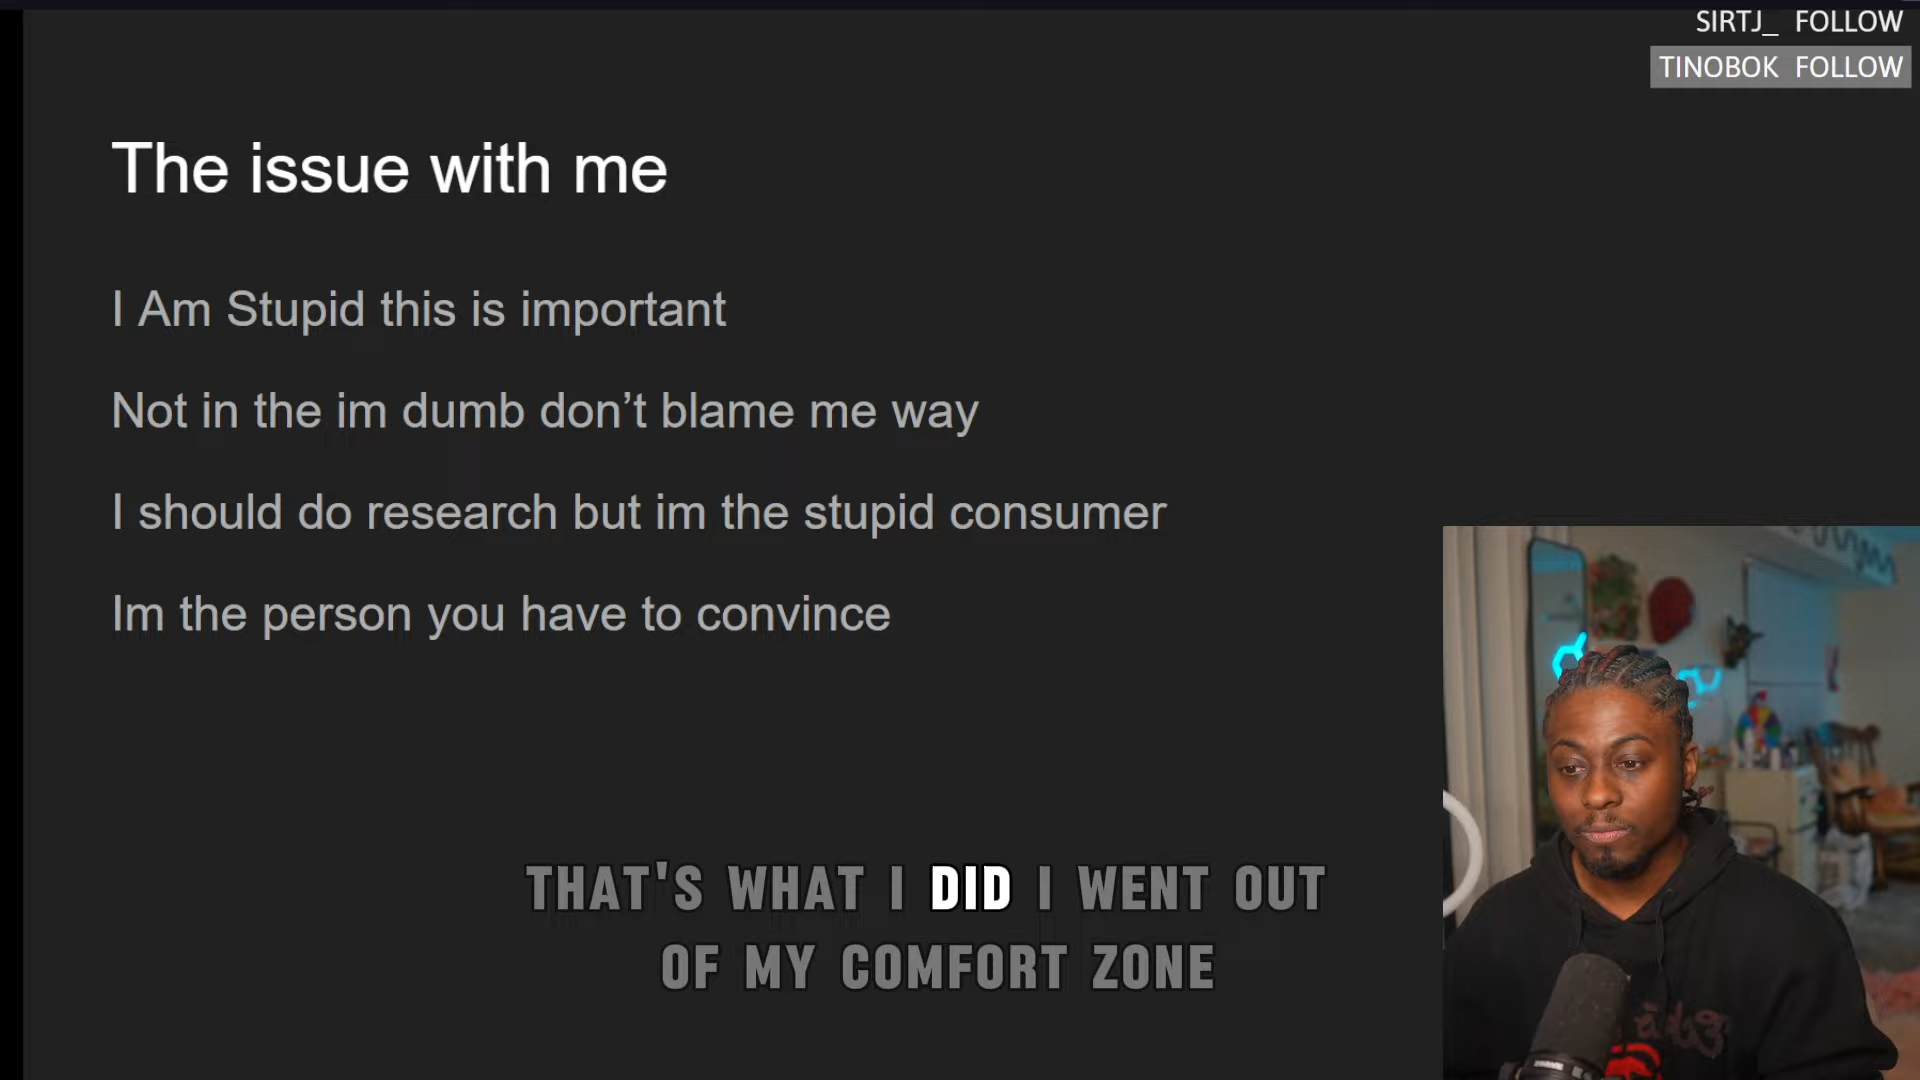 SIRTJ_ FOLLOW
TINOBOK FOLLOW
The issue with me
I Am Stupid this is important
Not in the im dumb don’t blame me way
I should do research but im the stupid consumer
Im the person you have to convince
THAT'S WHAT I DID I WENT OUT
OF MY COMFORT ZONE